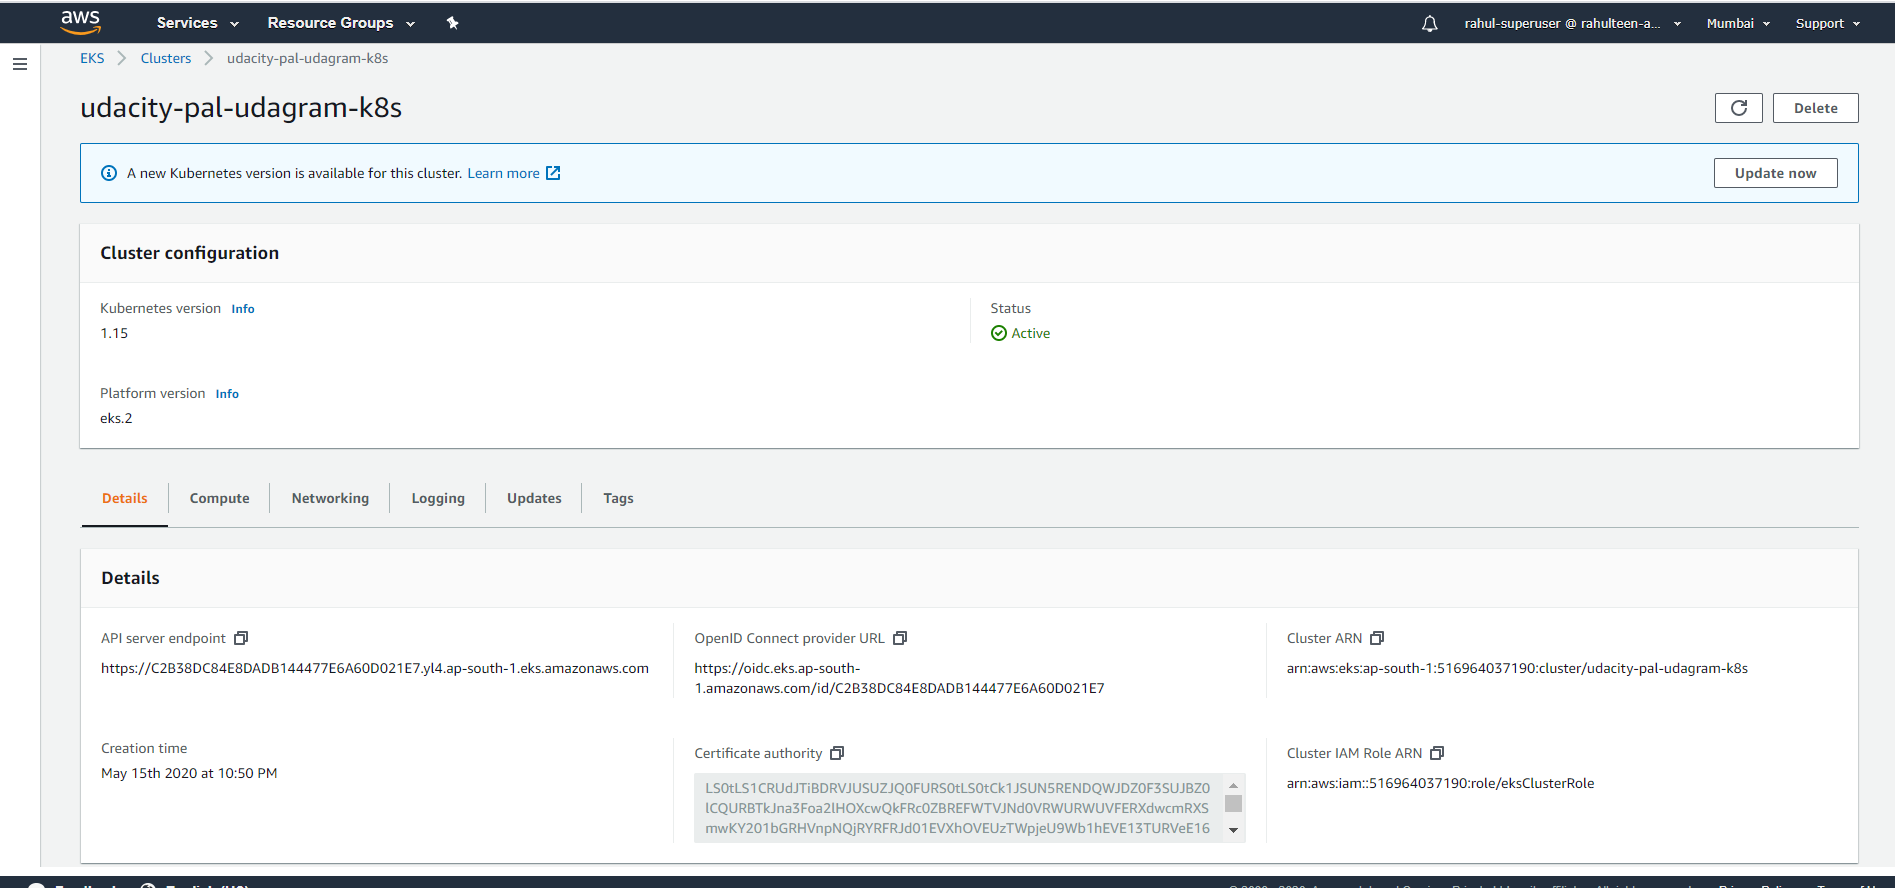 aws Services Resource Groups rahul-superuser @ rahulteen-a... Mumbai Support
EKS Clusters udacity-pal-udagram-k8s
udacity-pal-udagram-k8s
Delete
A new Kubernetes version is available for this cluster. Learn more
Update now
Cluster configuration
Kubernetes version Info
1.15
Status
Active
Platform version Info
eks.2
Details Compute Networking Logging Updates Tags
Details
API server endpoint
https://C2B38DC84E8DADB144477E6A60D021E7.yl4.ap-south-1.eks.amazonaws.com
OpenID Connect provider URL
https://oidc.eks.ap-south-
1.amazonaws.com/id/C2B38DC84E8DADB144477E6A60D021E7
Cluster ARN
arn:aws:eks:ap-south-1:516964037190:cluster/udacity-pal-udagram-k8s
Creation time
May 15th 2020 at 10:50 PM
Certificate authority
LS0tLS1CRUdJTiBDRVJUSUZJQ0FURS0tLS0tCk1JSUN5RENDQWJDZ0F3SUJBZ0
lCQURBTkJna3Foa2lHOXcwQkFRc0ZBREFWTVJNd0VRWURWUVFERXdwcmRXS
mwKY201bGRHVnpNQjRYRFRJd01EVXhOVEUzTWpjeU9Wb1hEVE13TURVeE16
Cluster IAM Role ARN
arn:aws:iam::516964037190:role/eksClusterRole